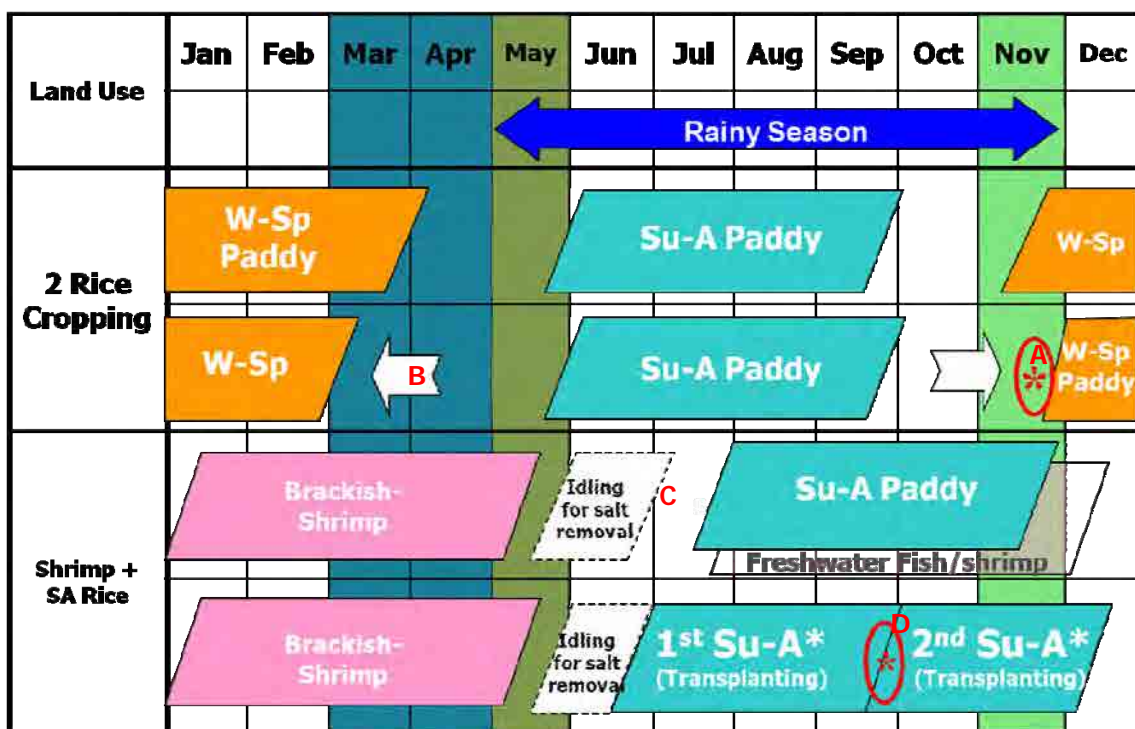 Land Use
Jan Feb Mar Apr May Jun Jul Aug Sep Oct Nov Dec
Rainy Season
2 Rice
Cropping
W-Sp
Paddy
Su-A Paddy
W-Sp
W-Sp
B
Su-A Paddy
A
*
W-Sp
Paddy
Shrimp +
SA Rice
Brackish-
Shrimp
Idling
for salt
removal
C
Su-A Paddy
Freshwater Fish/shrimp
Brackish-
Shrimp
Idling
for salt
removal
1st Su-A*
(Transplanting)
D
*
2nd Su-A*
(Transplanting)